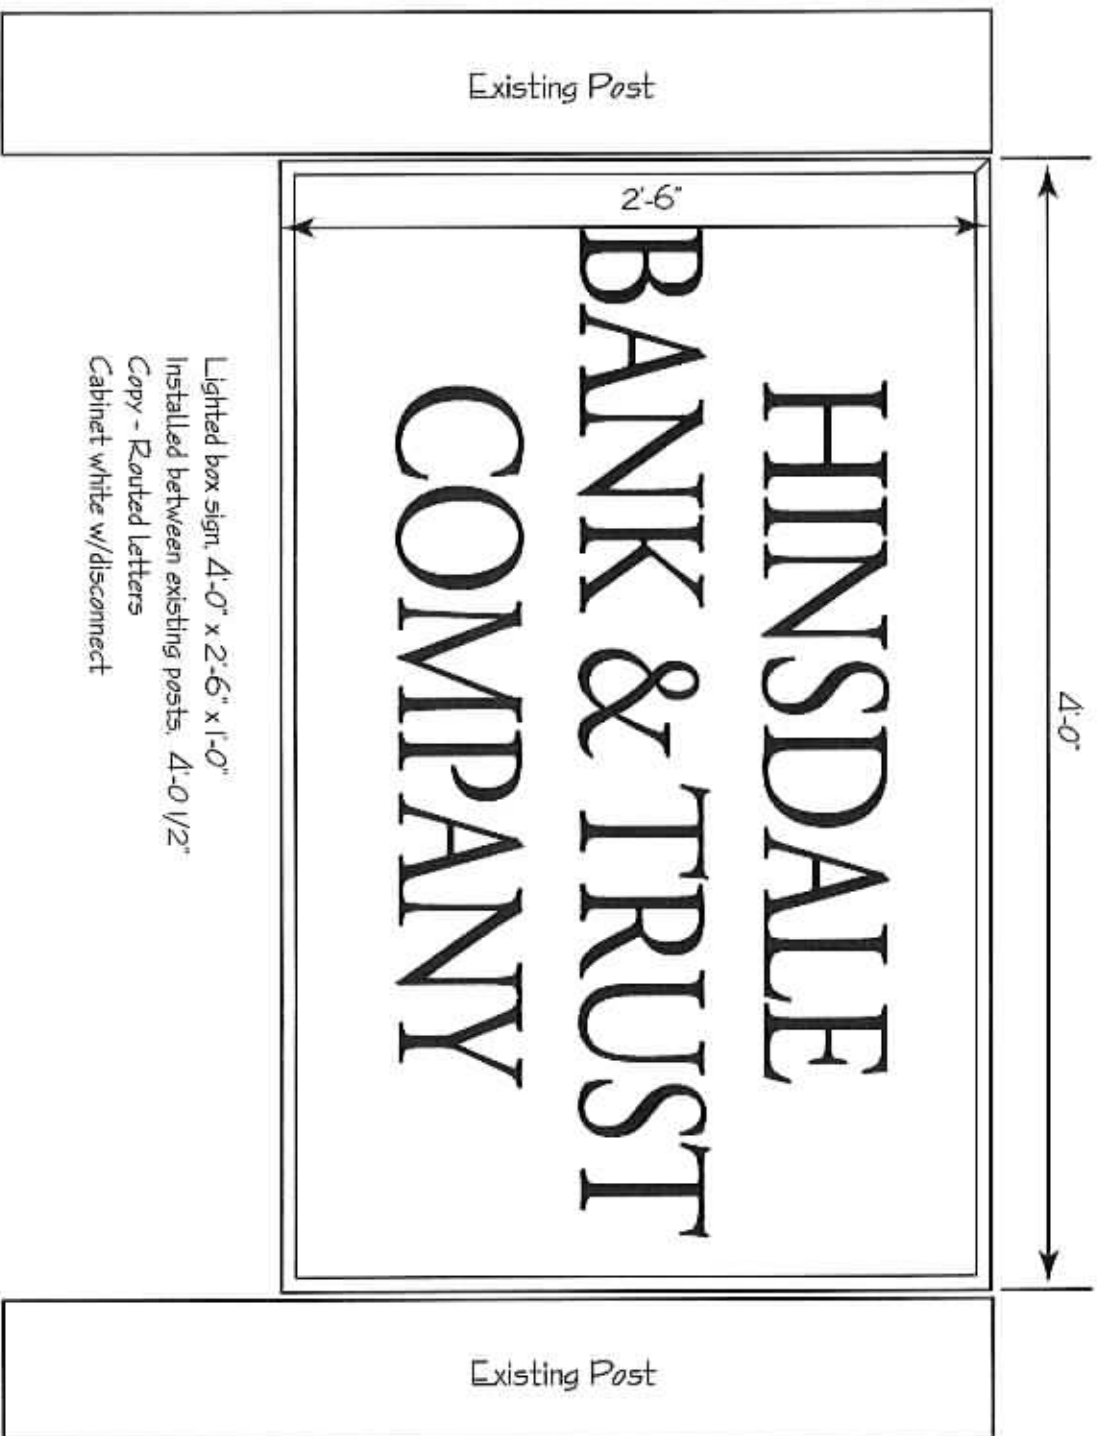 Existing Post
4'-0"
2'-6"
HINSDALE
BANK & TRUST
COMPANY
Lighted box sign, 4'-0" x 2'-6" x 1'-0"
Installed between existing posts, 4'-0 1/2"
Copy - Routed letters
Cabinet white w/disconnect
Existing Post